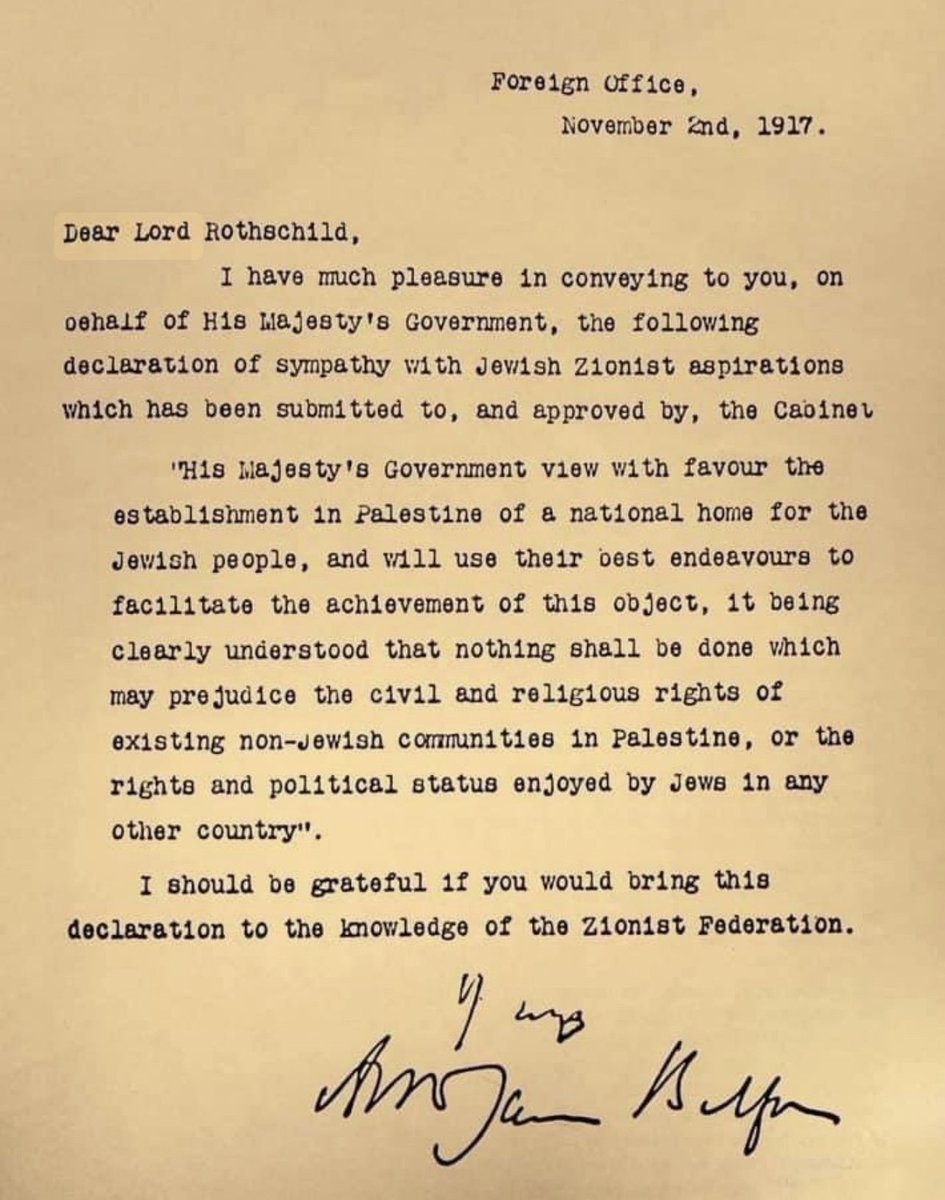 Foreign Office,
November 2nd, 1917.
Dear Lord Rothschild,
I have much pleasure in conveying to you, on
behalf of His Majesty's Government, the following
declaration of sympathy with Jewish Zionist aspirations
which has been submitted to, and approved by, the Cabinet
"His Majesty's Government view with favour the
establishment in Palestine of a national home for the
Jewish people, and will use their best endeavours to
facilitate the achievement of this object, it being
clearly understood that nothing shall be done which
may prejudice the civil and religious rights of
existing non-Jewish communities in Palestine, or the
rights and political status enjoyed by Jews in any
other country".
I should be grateful if you would bring this
declaration to the knowledge of the Zionist Federation.
Arthur James Balfour